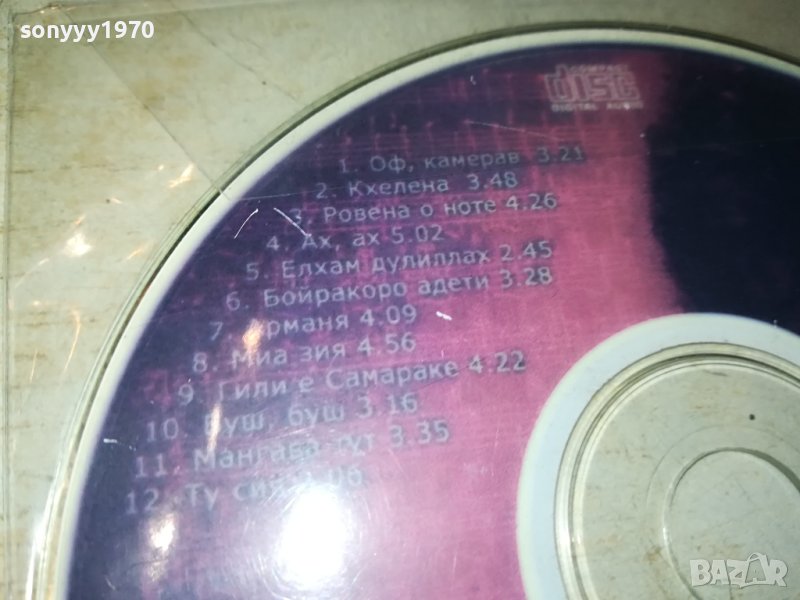 sonyyy1970
COMPACT
disc
DIGITAL AUDIO
1. Оф, камерав 3.21
2. Кхелена 3.48
3. Ровена о ноте 4.26
4. Ах, ах 5.02
5. Елхам дулиллах 2.45
6. Бойракоро адети 3.28
7. 4.09
8. Миа зия 4.56
9. Гили е Самараке 4.22
10. Буш, буш 3.16
11. Мангава тут 3.35
12. Ту
BAZAR